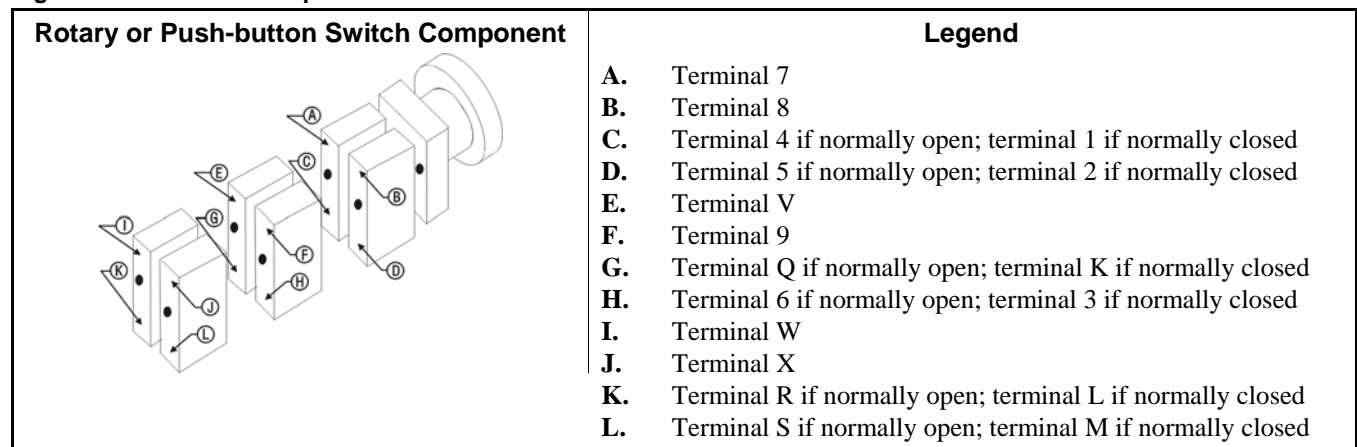 Rotary or Push-button Switch Component
Legend
A
B
C
D
E
F
G
H
I
J
K
L
A. Terminal 7
B. Terminal 8
C. Terminal 4 if normally open; terminal 1 if normally closed
D. Terminal 5 if normally open; terminal 2 if normally closed
E. Terminal V
F. Terminal 9
G. Terminal Q if normally open; terminal K if normally closed
H. Terminal 6 if normally open; terminal 3 if normally closed
I. Terminal W
J. Terminal X
K. Terminal R if normally open; terminal L if normally closed
L. Terminal S if normally open; terminal M if normally closed